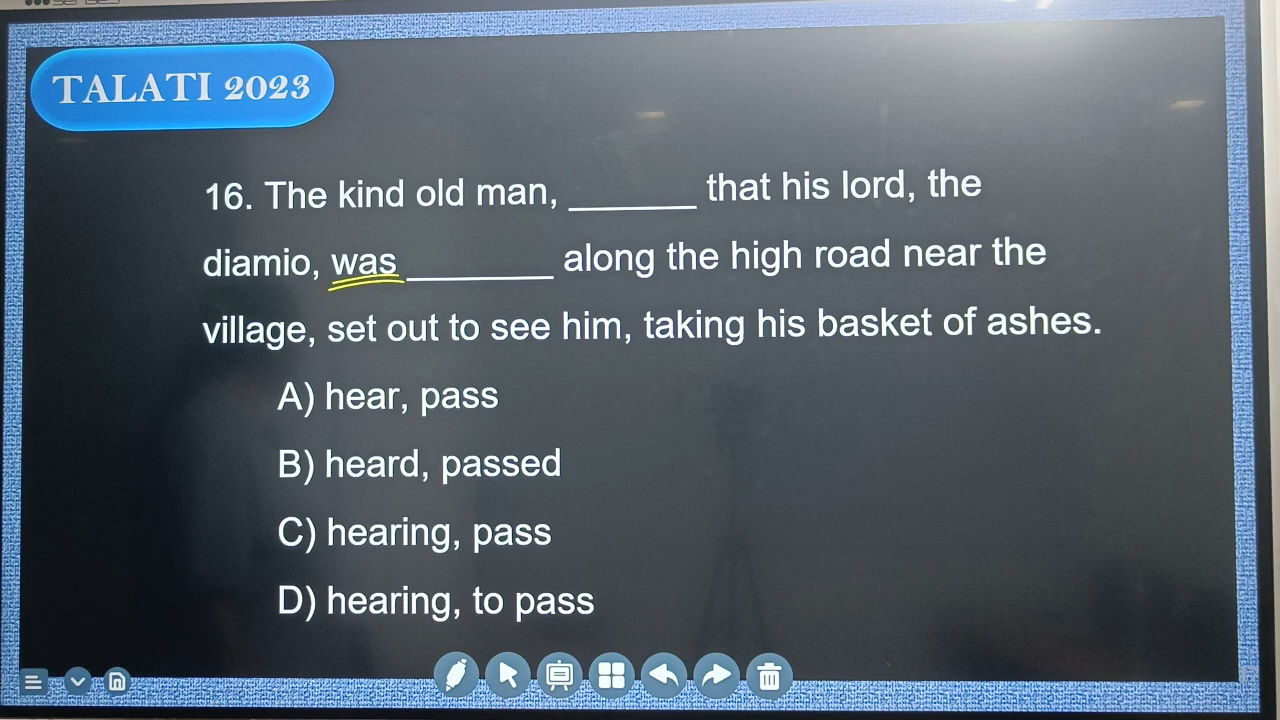 TALATI 2023
16. The kind old man, _______ that his lord, the
diamio, was ________ along the high road near the
village, set out to see him, taking his basket of ashes.
A) hear, pass
B) heard, passed
C) hearing, pass
D) hearing, to pass